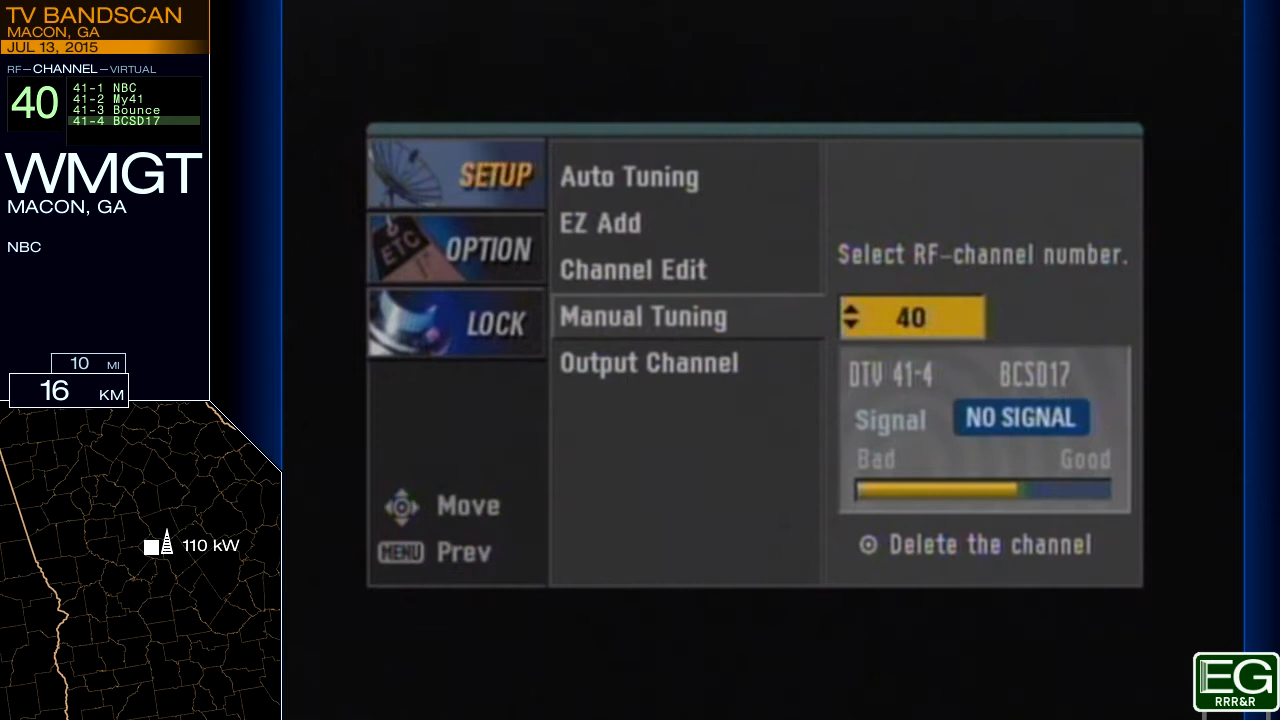 TV BANDSCAN
MACON, GA
JUL 13, 2015
RF–CHANNEL–VIRTUAL
40
41-1 NBC
41-2 My41
41-3 Bounce
41-4 BCSD17
WMGT
MACON, GA
NBC
10 MI
16 KM
110 kW
SETUP
ETC
OPTION
LOCK
Move
MENU Prev
Auto Tuning
EZ Add
Channel Edit
Manual Tuning
Output Channel
Select RF-channel number.
40
DTV 41-4 BCSD17
Signal NO SIGNAL
Bad Good
Delete the channel
EG
RRR&R